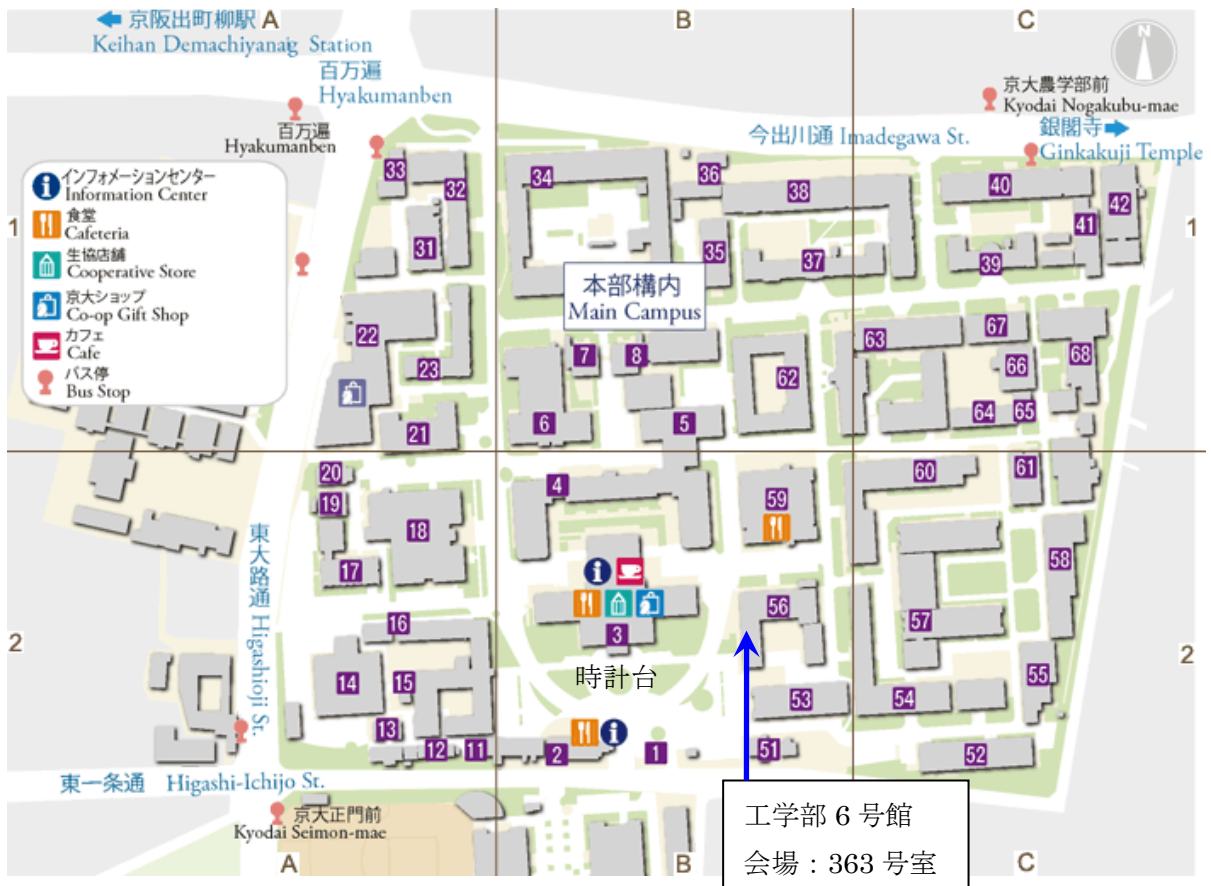 ← 京阪出町柳駅
Keihan Demachiyanaig Station
A
B
C
N
百万遍
Hyakumanben
百万遍
Hyakumanben
京大農学部前
Kyodai Nogakubu-mae
今出川通 Imadegawa St.
銀閣寺→
Ginkakuji Temple
インフォメーションセンター
Information Center
食堂
Cafeteria
生協店舗
Cooperative Store
京大ショップ
Co-op Gift Shop
カフェ
Cafe
バス停
Bus Stop
1
1
33
32
31
34
36
35
38
37
40
42
41
39
本部構内
Main Campus
22
23
21
7
8
6
5
62
63
67
66
68
64
65
20
19
18
17
4
59
60
61
58
57
東大路通 Higashioji St.
2
2
16
14
15
13
12
11
3
時計台
56
53
54
55
2
1
51
52
東一条通 Higashi-Ichijo St.
京大正門前
Kyodai Seimon-mae
工学部 6 号館
会場：363 号室
A
B
C